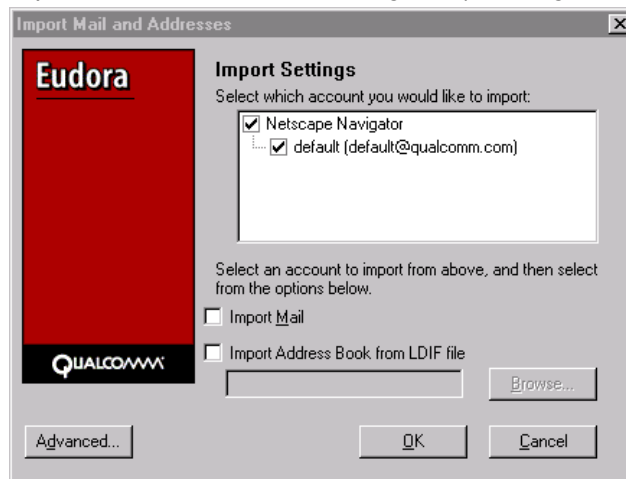 Import Mail and Addresses
Eudora
Import Settings
Select which account you would like to import:
Netscape Navigator
default (default@qualcomm.com)
Select an account to import from above, and then select
from the options below.
Import Mail
Import Address Book from LDIF file
Browse...
QUALCOMM
Advanced...
OK
Cancel